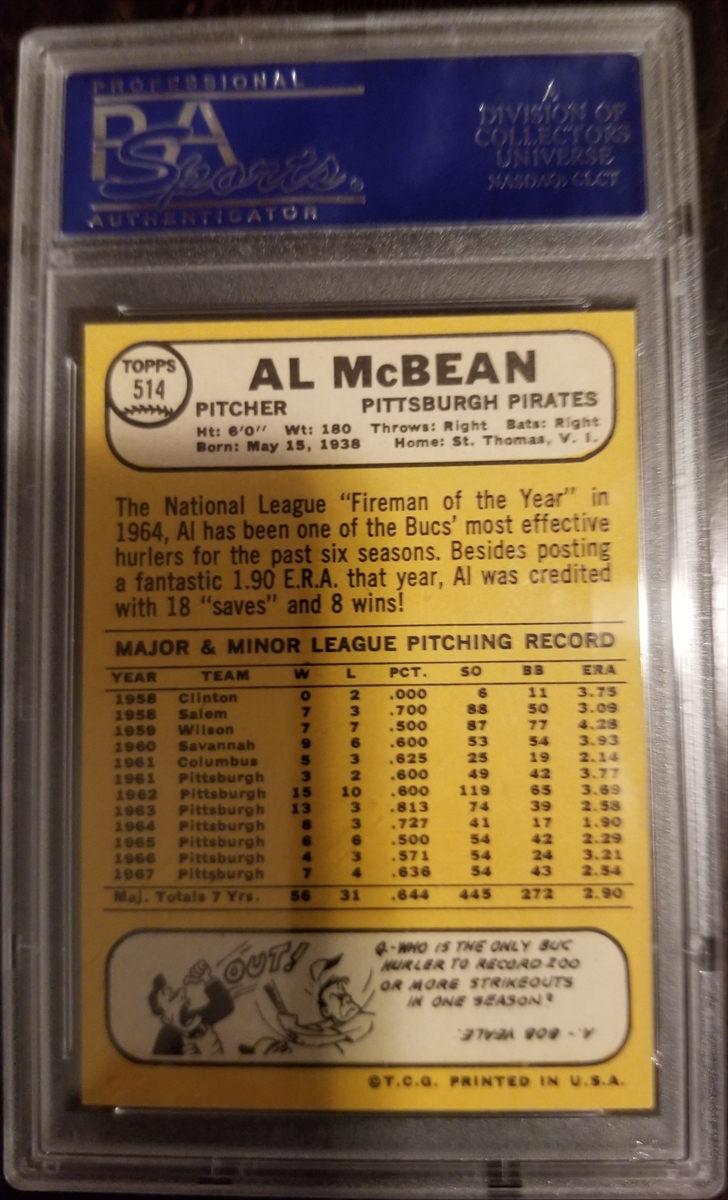 PROFESSIONAL
PSA
Sports.
AUTHENTICATOR
A
DIVISION OF
COLLECTORS
UNIVERSE
NASDAQ: CLCT
TOPPS
514
AL McBEAN
PITCHER PITTSBURGH PIRATES
Ht: 6'0" Wt: 180 Throws: Right Bats: Right
Born: May 15, 1938 Home: St. Thomas, V. I.
The National League "Fireman of the Year" in
1964, Al has been one of the Bucs' most effective
hurlers for the past six seasons. Besides posting
a fantastic 1.90 E.R.A. that year, Al was credited
with 18 "saves" and 8 wins!
MAJOR & MINOR LEAGUE PITCHING RECORD
YEAR TEAM W L PCT. SO BB ERA
1958 Clinton 0 2 .000 6 11 3.75
1958 Salem 7 3 .700 88 50 3.09
1959 Wilson 7 7 .500 87 77 4.28
1960 Savannah 9 6 .600 53 54 3.93
1961 Columbus 5 3 .625 25 19 2.14
1961 Pittsburgh 3 2 .600 49 42 3.77
1962 Pittsburgh 15 10 .600 119 65 3.69
1963 Pittsburgh 13 3 .813 74 39 2.58
1964 Pittsburgh 8 3 .727 41 17 1.90
1965 Pittsburgh 6 6 .500 54 42 2.29
1966 Pittsburgh 4 3 .571 54 24 3.21
1967 Pittsburgh 7 4 .636 54 43 2.54
Maj. Totals 7 Yrs. 56 31 .644 445 272 2.90
OUT!
Q.-WHO IS THE ONLY BUC
HURLER TO RECORD 200
OR MORE STRIKEOUTS
IN ONE SEASON?
A.- BOB VEALE.
©T.C.G. PRINTED IN U.S.A.